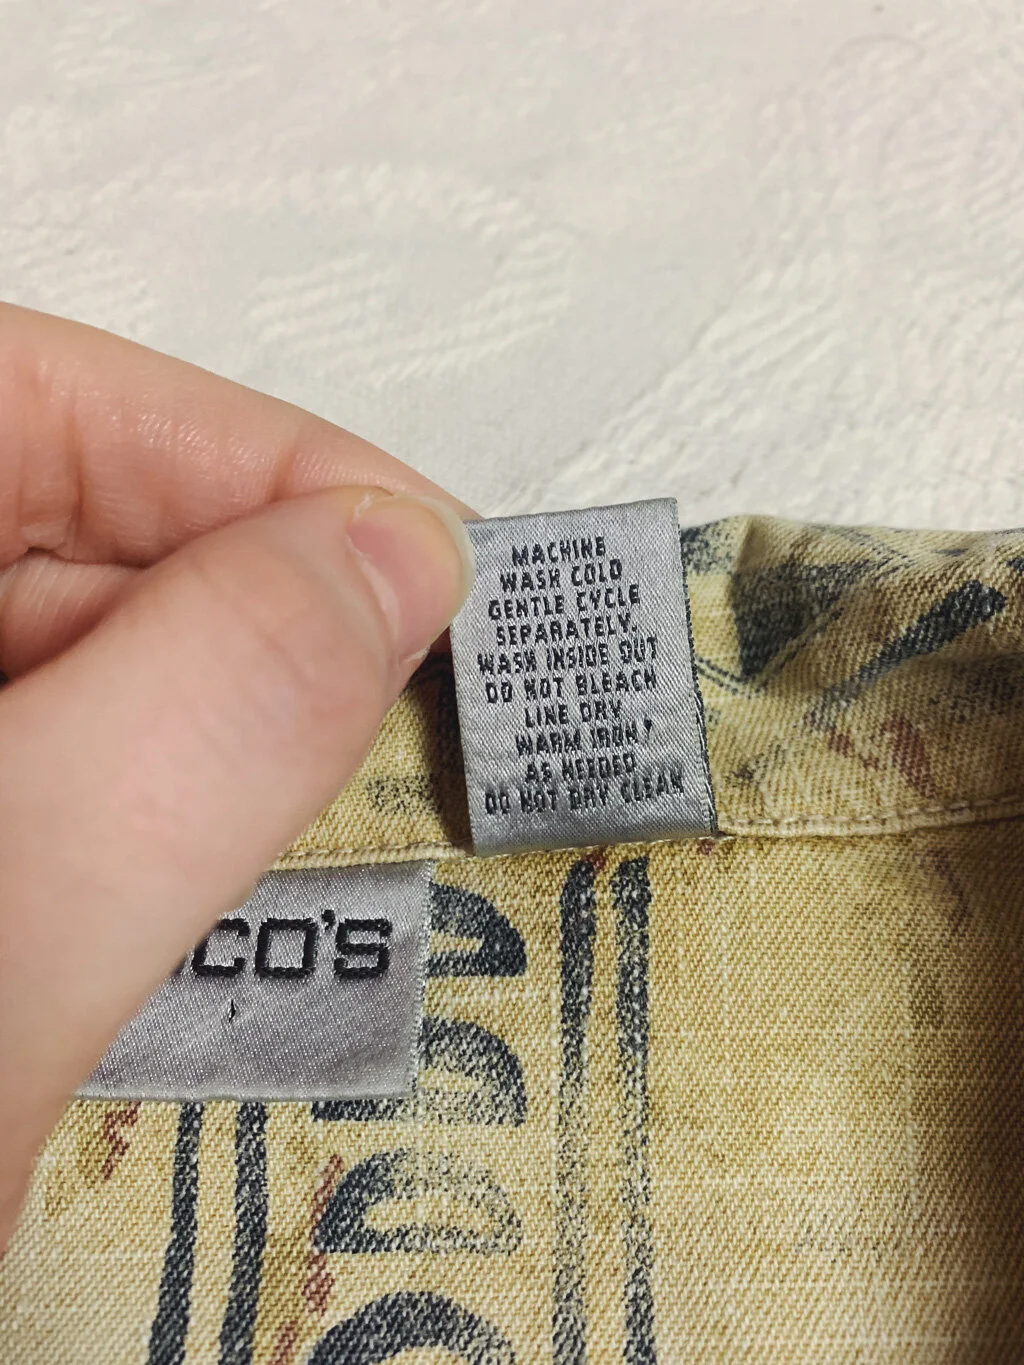 MACHINE
WASH COLD
GENTLE CYCLE
SEPARATELY.
WASH INSIDE OUT
DO NOT BLEACH
LINE DRY
WARM IRON
AS NEEDED
DO NOT DRY CLEAN
CO'S